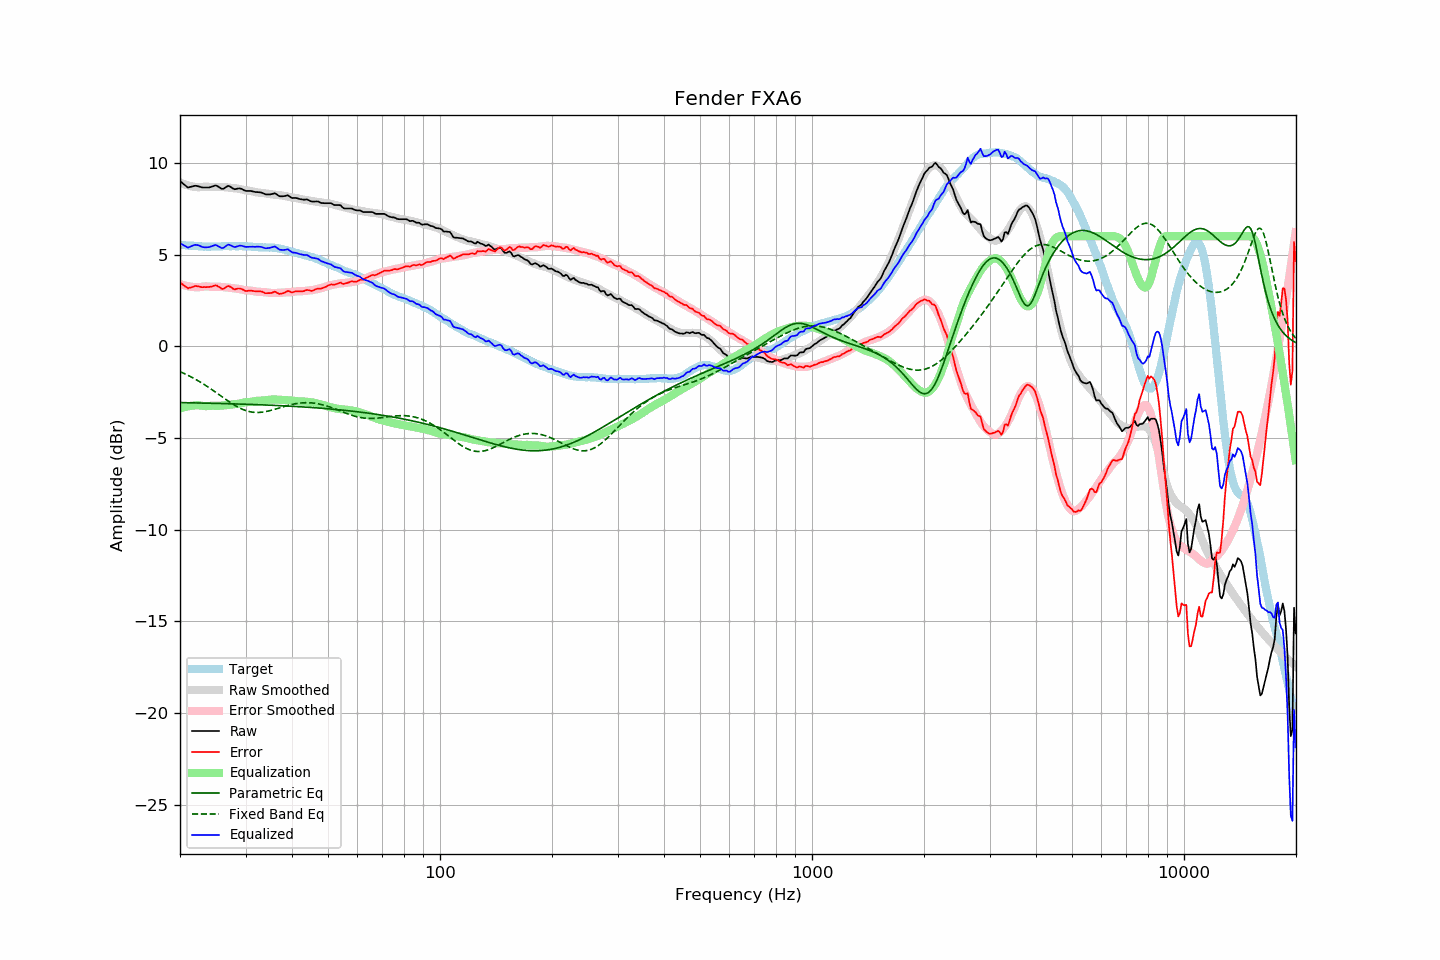 Fender FXA6
Amplitude (dBr)
10
5
0
−5
−10
−15
−20
−25
Target
Raw Smoothed
Error Smoothed
Raw
Error
Equalization
Parametric Eq
Fixed Band Eq
Equalized
100
1000
10000
Frequency (Hz)